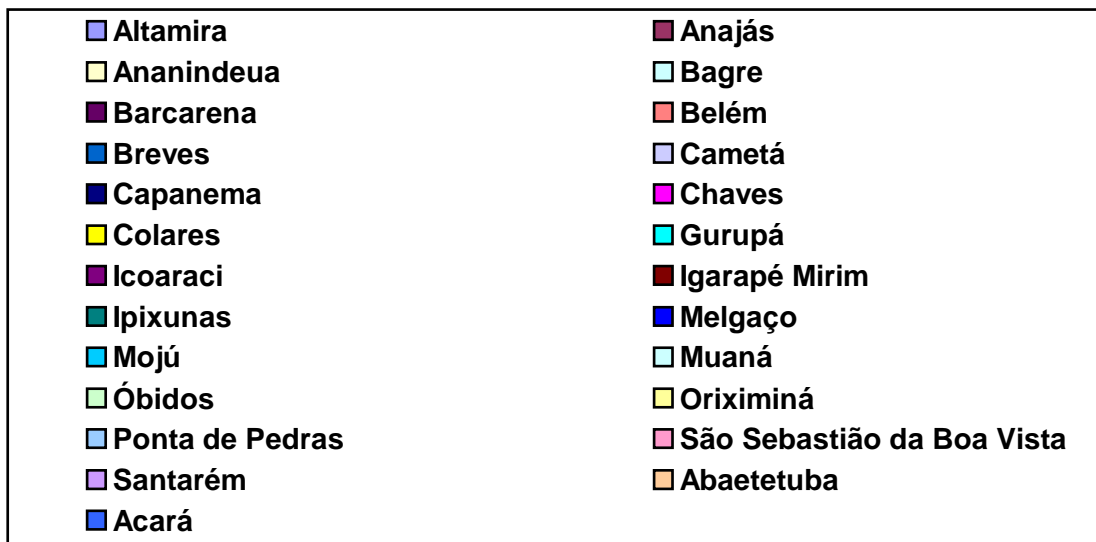 Altamira Anajás
Ananindeua Bagre
Barcarena Belém
Breves Cametá
Capanema Chaves
Colares Gurupá
Icoaraci Igarapé Mirim
Ipixunas Melgaço
Mojú Muaná
Óbidos Oriximiná
Ponta de Pedras São Sebastião da Boa Vista
Santarém Abaetetuba
Acará